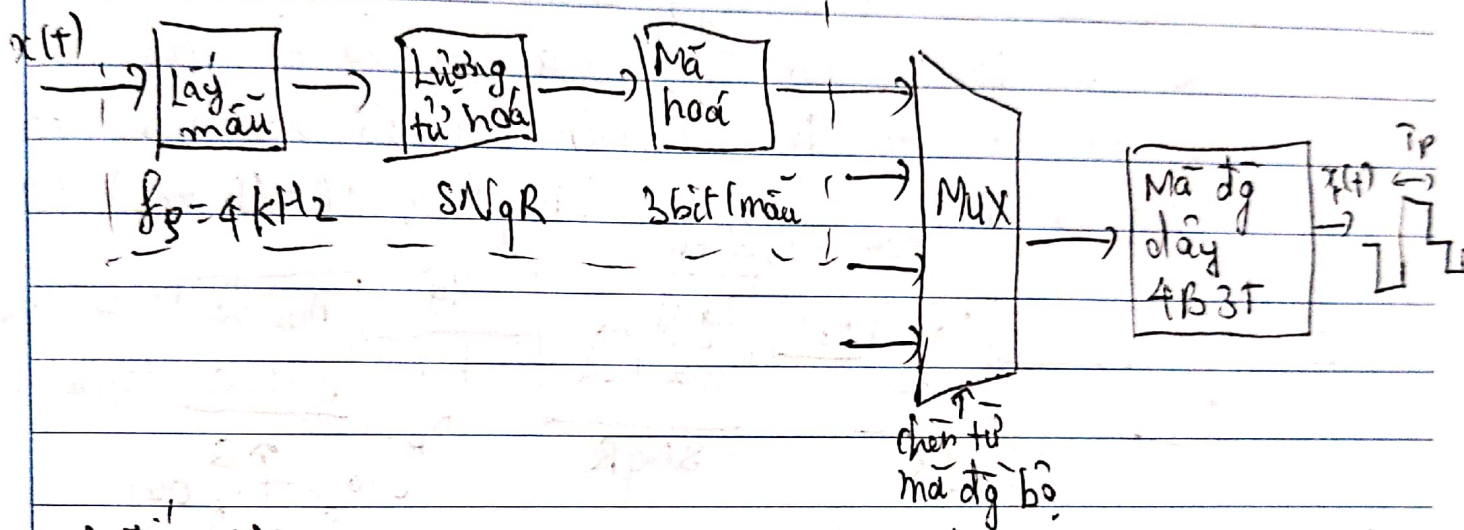 x(t)
Lấy
mẫu
Lượng
tử hoá
Mã
hoá
fs = 4 kHz
SNqR
3bit/mẫu
MUX
Mã đg
dây
4B3T
Tp
chèn từ
mã đg bộ